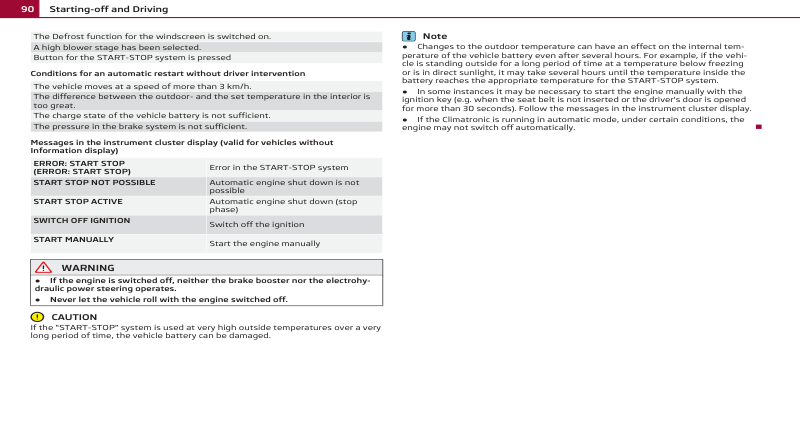 90 Starting-off and Driving
The Defrost function for the windscreen is switched on.
A high blower stage has been selected.
Button for the START-STOP system is pressed
Conditions for an automatic restart without driver intervention
The vehicle moves at a speed of more than 3 km/h.
The difference between the outdoor- and the set temperature in the interior is
too great.
The charge state of the vehicle battery is not sufficient.
The pressure in the brake system is not sufficient.
Messages in the instrument cluster display (valid for vehicles without
Information display)
ERROR: START STOP
(ERROR: START STOP)
Error in the START-STOP system
START STOP NOT POSSIBLE
Automatic engine shut down is not
possible
START STOP ACTIVE
Automatic engine shut down (stop
phase)
SWITCH OFF IGNITION
Switch off the ignition
START MANUALLY
Start the engine manually
WARNING
● If the engine is switched off, neither the brake booster nor the electrohy-
draulic power steering operates.
● Never let the vehicle roll with the engine switched off.
CAUTION
If the "START-STOP" system is used at very high outside temperatures over a very
long period of time, the vehicle battery can be damaged.
Note
● Changes to the outdoor temperature can have an effect on the internal tem-
perature of the vehicle battery even after several hours. For example, if the vehi-
cle is standing outside for a long period of time at a temperature below freezing
or is in direct sunlight, it may take several hours until the temperature inside the
battery reaches the appropriate temperature for the START-STOP system.
● In some instances it may be necessary to start the engine manually with the
ignition key (e.g. when the seat belt is not inserted or the driver's door is opened
for more than 30 seconds). Follow the messages in the instrument cluster display.
● If the Climatronic is running in automatic mode, under certain conditions, the
engine may not switch off automatically.